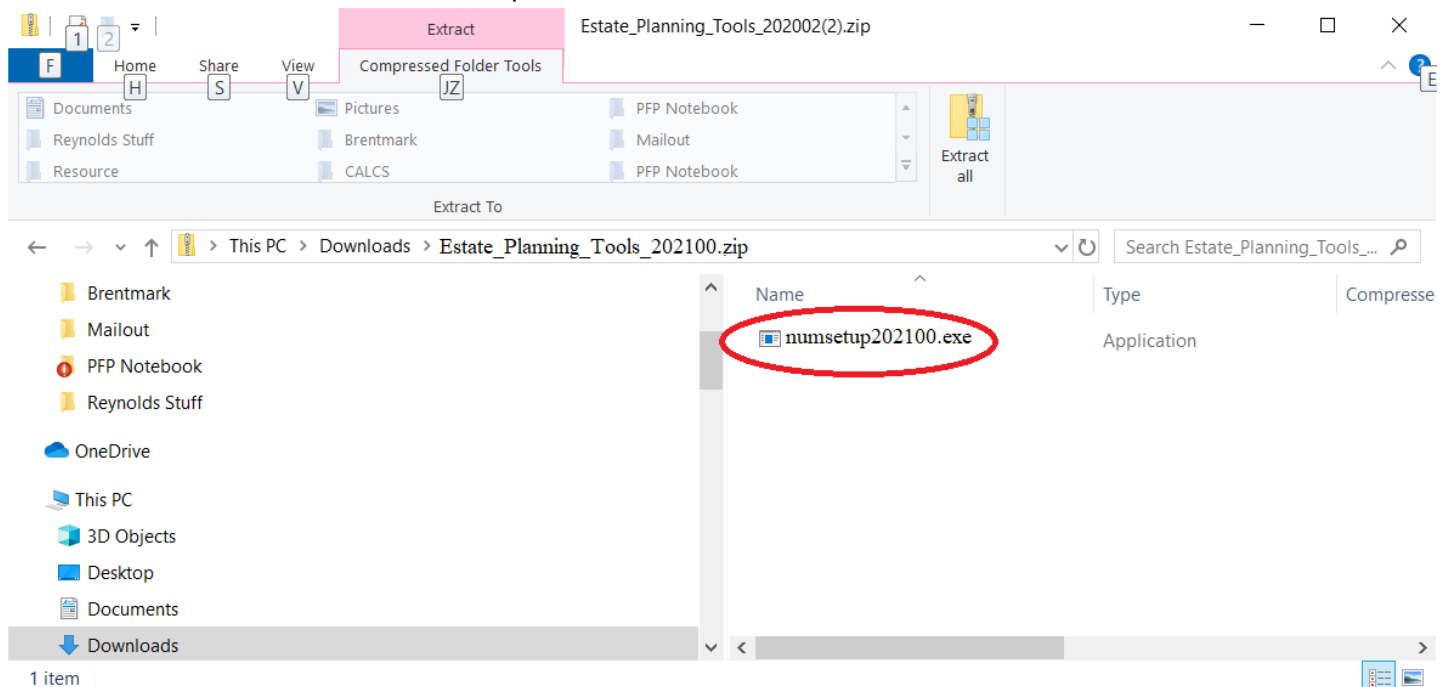 1 2
Extract Estate_Planning_Tools_202002(2).zip
F Home Share View Compressed Folder Tools
H S V JZ E
Documents Pictures PFP Notebook
Reynolds Stuff Brentmark Mailout
Resource CALCS PFP Notebook
Extract
all
Extract To
This PC > Downloads > Estate_Planning_Tools_202100.zip Search Estate_Planning_Tools_...
Brentmark
Mailout
PFP Notebook
Reynolds Stuff
OneDrive
This PC
3D Objects
Desktop
Documents
Downloads
Name Type Compresse
numsetup202100.exe Application
1 item